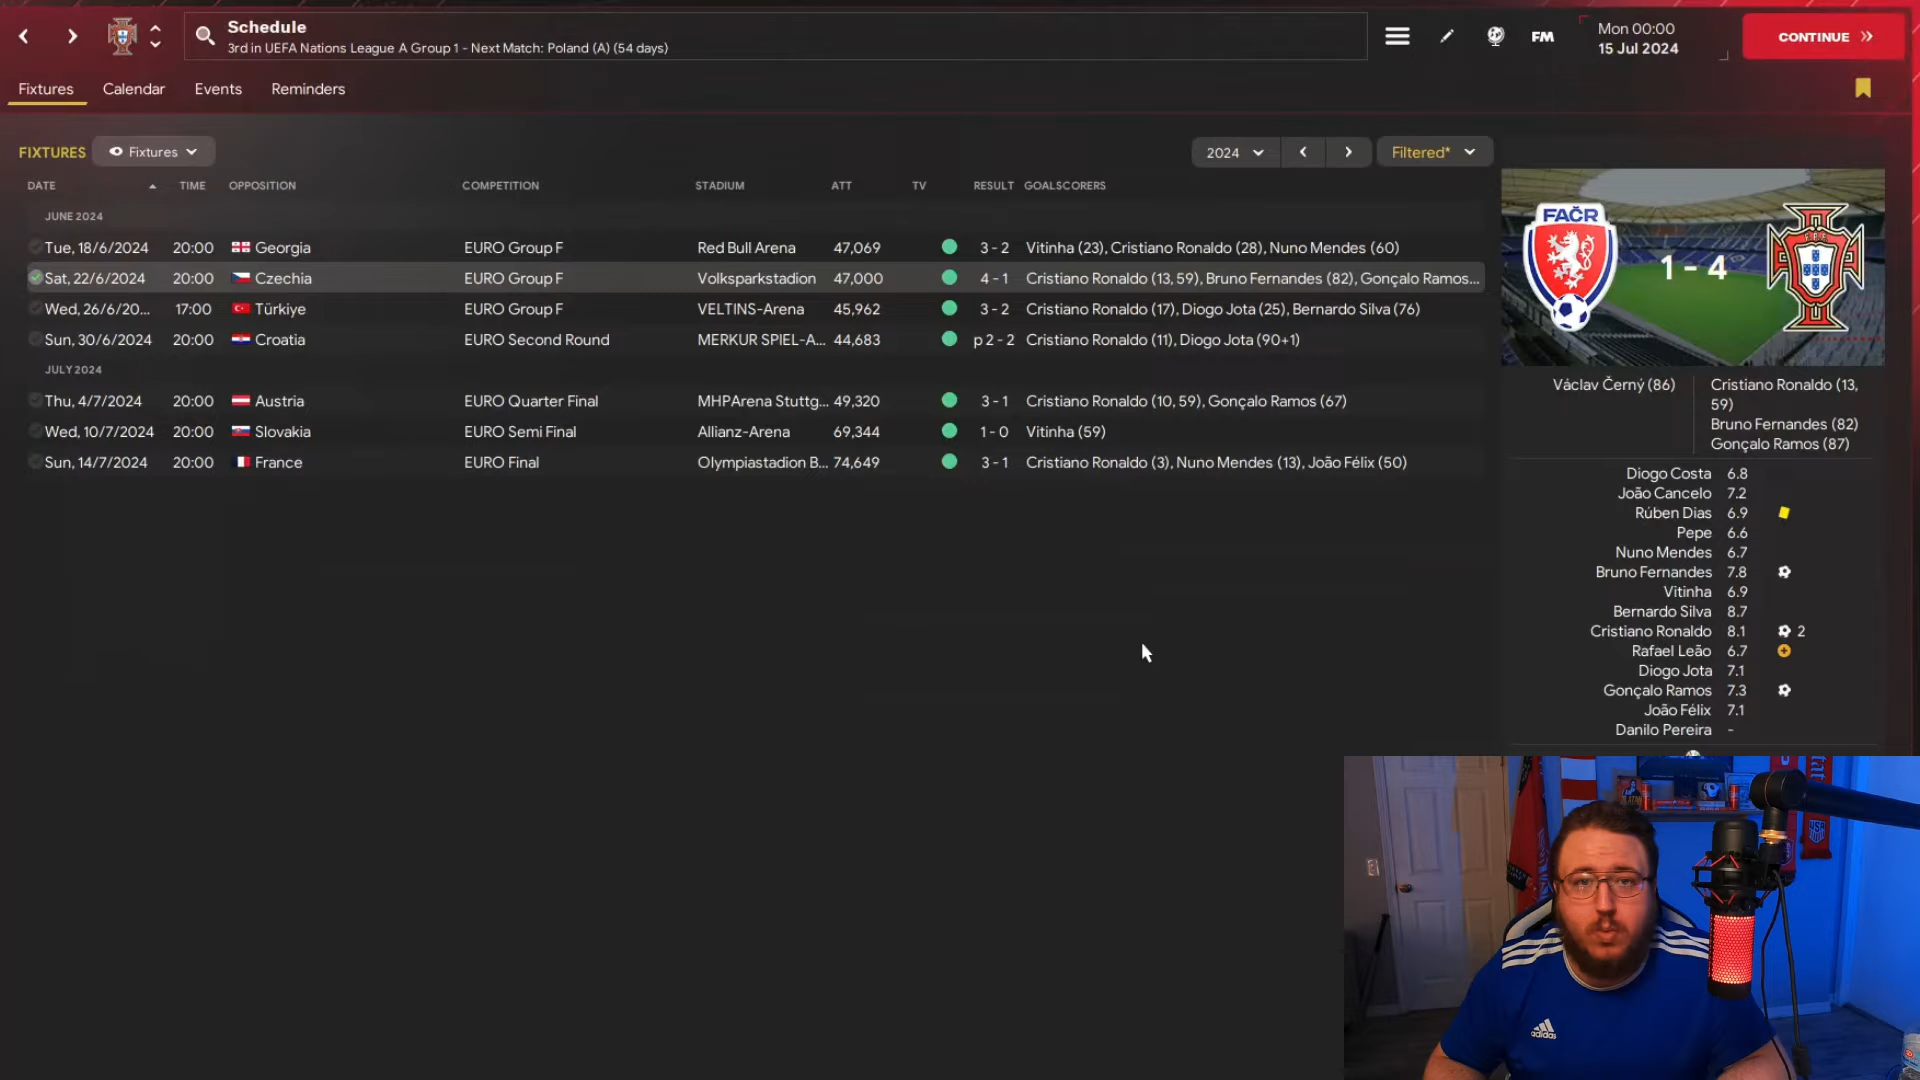 Schedule
3rd in UEFA Nations League A Group 1 - Next Match: Poland (A) (54 days)
FM
Mon 00:00
15 Jul 2024
CONTINUE
Fixtures
Calendar
Events
Reminders
FIXTURES
Fixtures
2024
Filtered*
DATE TIME OPPOSITION COMPETITION STADIUM ATT TV RESULT GOALSCORERS
JUNE 2024
Tue, 18/6/2024 20:00 Georgia EURO Group F Red Bull Arena 47,069 3 - 2 Vitinha (23), Cristiano Ronaldo (28), Nuno Mendes (60)
Sat, 22/6/2024 20:00 Czechia EURO Group F Volksparkstadion 47,000 4 - 1 Cristiano Ronaldo (13, 59), Bruno Fernandes (82), Gonçalo Ramos...
Wed, 26/6/20... 17:00 Türkiye EURO Group F VELTINS-Arena 45,962 3 - 2 Cristiano Ronaldo (17), Diogo Jota (25), Bernardo Silva (76)
Sun, 30/6/2024 20:00 Croatia EURO Second Round MERKUR SPIEL-A... 44,683 p 2 - 2 Cristiano Ronaldo (11), Diogo Jota (90+1)
JULY 2024
Thu, 4/7/2024 20:00 Austria EURO Quarter Final MHPArena Stuttg... 49,320 3 - 1 Cristiano Ronaldo (10, 59), Gonçalo Ramos (67)
Wed, 10/7/2024 20:00 Slovakia EURO Semi Final Allianz-Arena 69,344 1 - 0 Vitinha (59)
Sun, 14/7/2024 20:00 France EURO Final Olympiastadion B... 74,649 3 - 1 Cristiano Ronaldo (3), Nuno Mendes (13), João Félix (50)
FAČR
1 - 4
Václav Černý (86)
Cristiano Ronaldo (13,
59)
Bruno Fernandes (82)
Gonçalo Ramos (87)
Diogo Costa 6.8
João Cancelo 7.2
Rúben Dias 6.9
Pepe 6.6
Nuno Mendes 6.7
Bruno Fernandes 7.8
Vitinha 6.9
Bernardo Silva 8.7
Cristiano Ronaldo 8.1 2
Rafael Leão 6.7
Diogo Jota 7.1
Gonçalo Ramos 7.3
João Félix 7.1
Danilo Pereira -
adidas